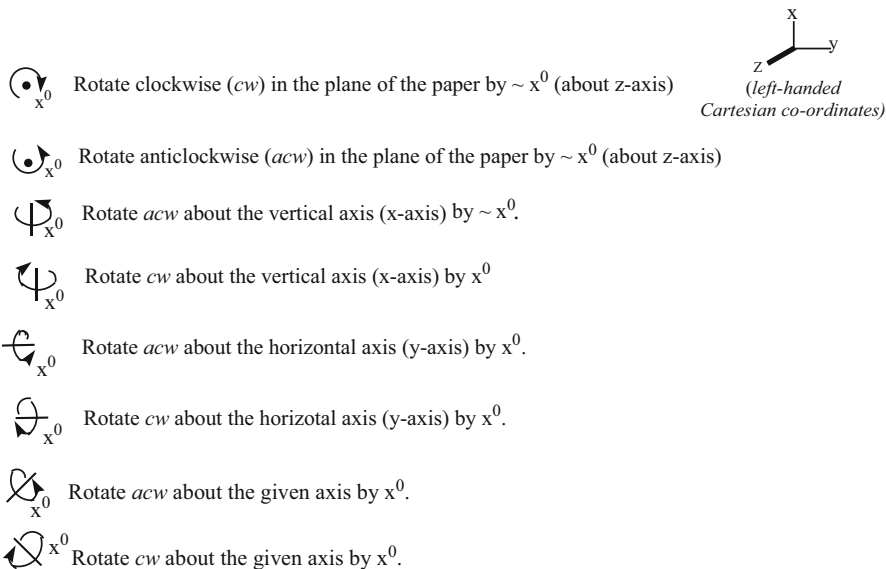 x
y
z
(left-handed
Cartesian co-ordinates)
x⁰ Rotate clockwise (cw) in the plane of the paper by ~ x⁰ (about z-axis)
x⁰ Rotate anticlockwise (acw) in the plane of the paper by ~ x⁰ (about z-axis)
x⁰ Rotate acw about the vertical axis (x-axis) by ~ x⁰.
x⁰ Rotate cw about the vertical axis (x-axis) by x⁰
x⁰ Rotate acw about the horizontal axis (y-axis) by x⁰.
x⁰ Rotate cw about the horizotal axis (y-axis) by x⁰.
x⁰ Rotate acw about the given axis by x⁰.
x⁰ Rotate cw about the given axis by x⁰.